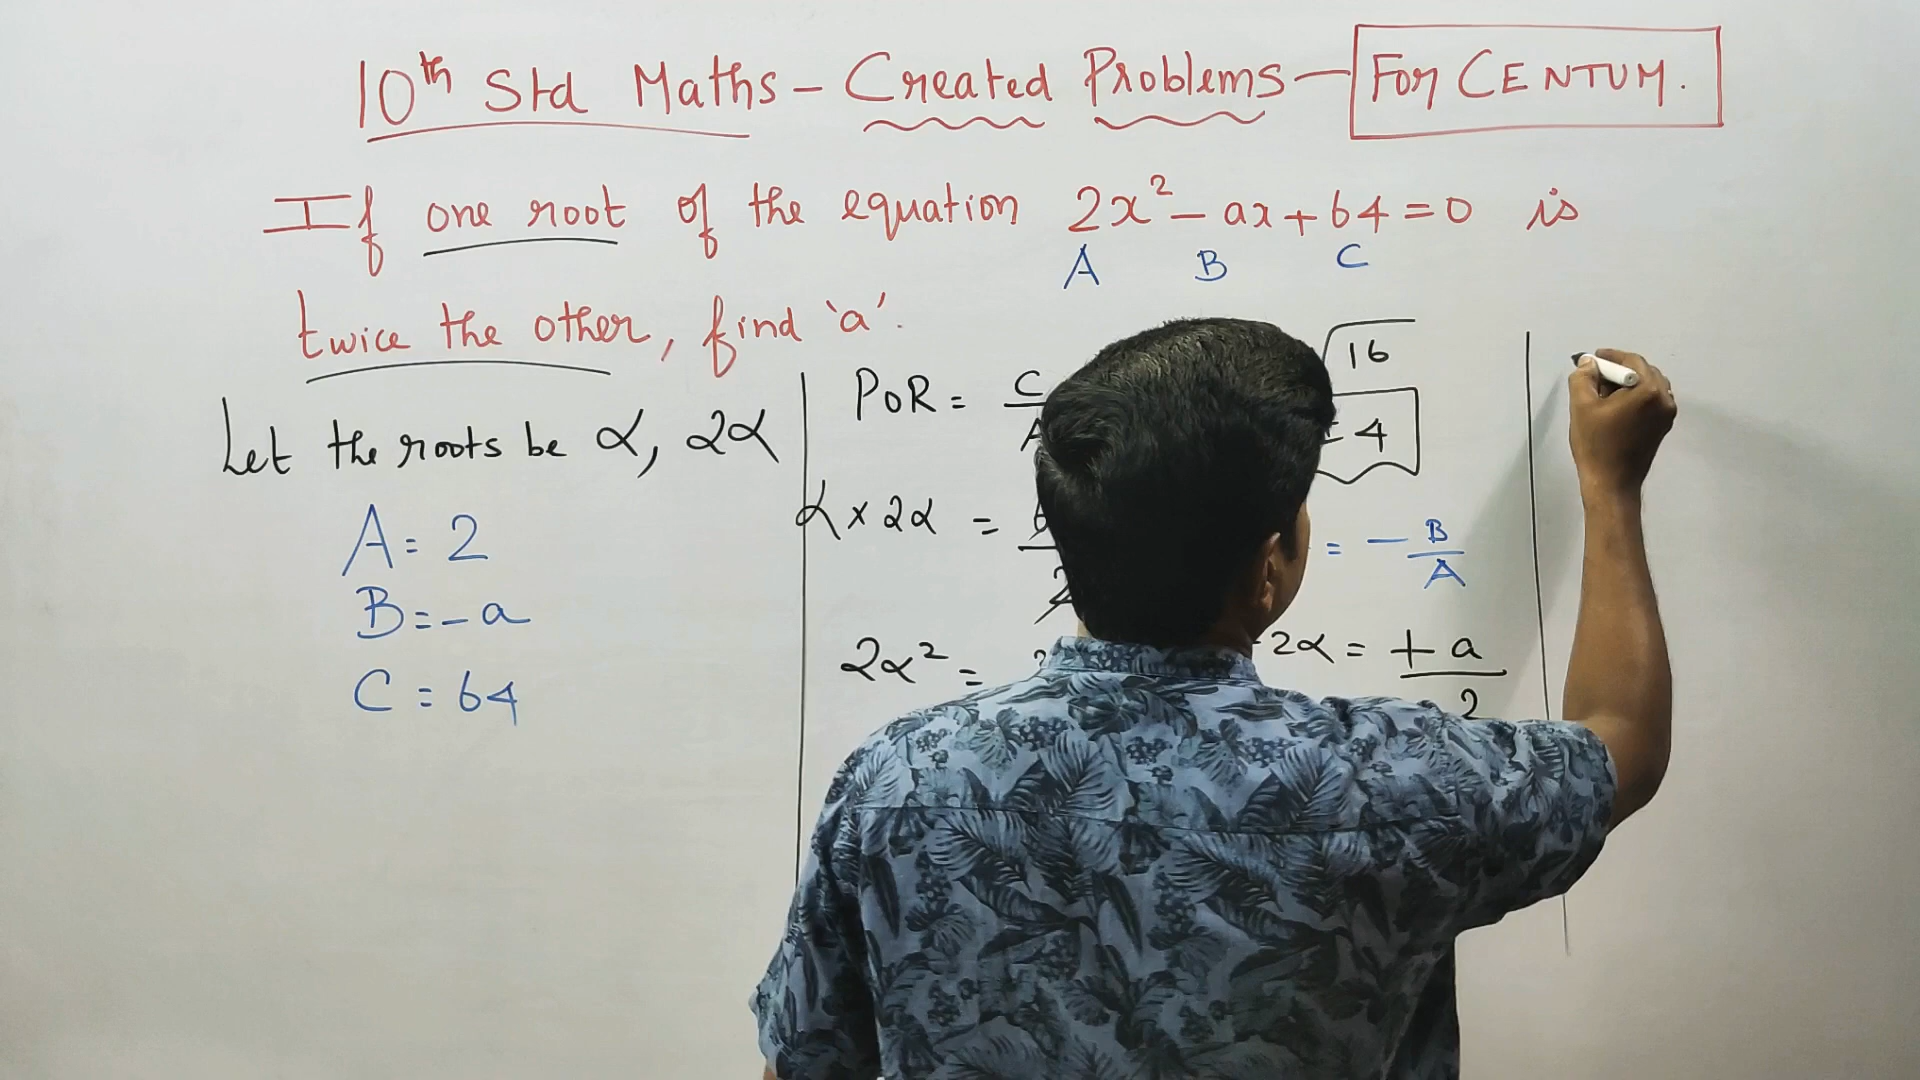 10th Std Maths - Created Problems - For CENTUM.
If one root of the equation 2x² - ax + 64 = 0 is
A B C
twice the other, find 'a'.
Let the roots be α, 2α
A = 2
B = -a
C = 64
POR = C
α × 2α =
2
2α² =
√16
± 4
= - B/A
2α = + a/2